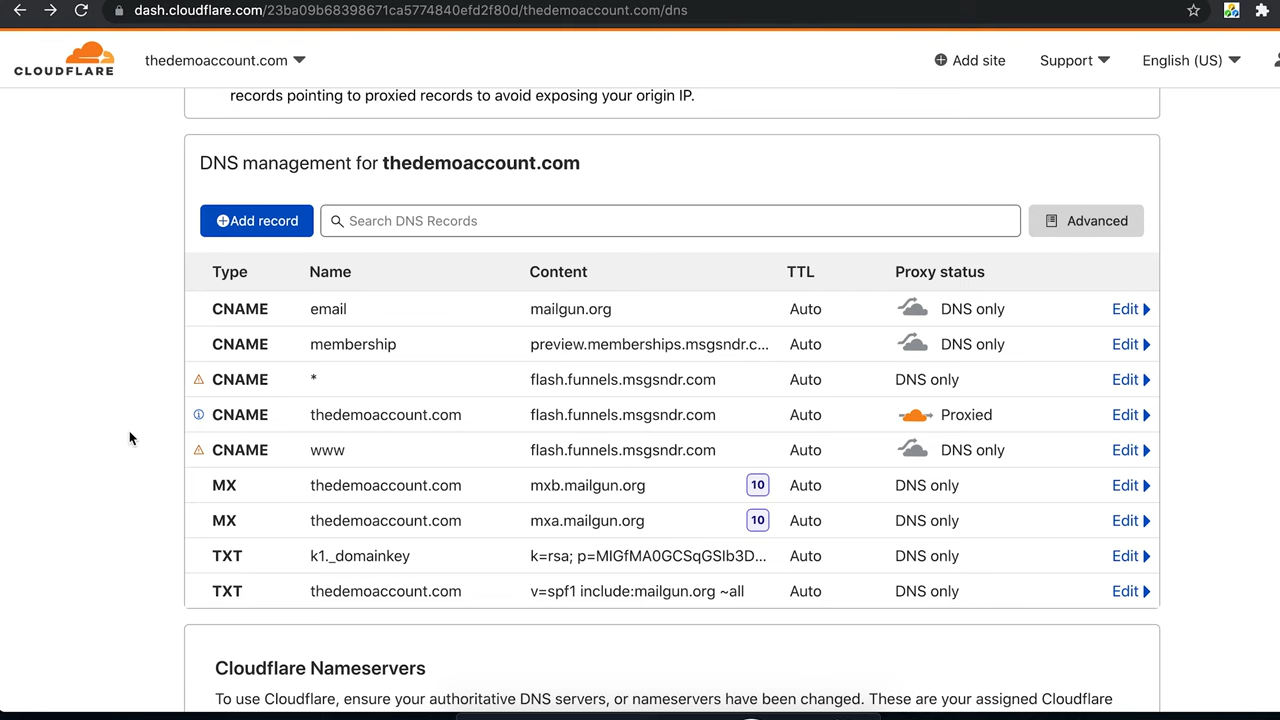 dash.cloudflare.com/23ba09b68398671ca5774840efd2f80d/thedemoaccount.com/dns
CLOUDFLARE thedemoaccount.com Add site Support English (US)
records pointing to proxied records to avoid exposing your origin IP.
DNS management for thedemoaccount.com
Add record Search DNS Records Advanced
Type Name Content TTL Proxy status
CNAME email mailgun.org Auto DNS only Edit
CNAME membership preview.memberships.msgsndr.c... Auto DNS only Edit
CNAME * flash.funnels.msgsndr.com Auto DNS only Edit
CNAME thedemoaccount.com flash.funnels.msgsndr.com Auto Proxied Edit
CNAME www flash.funnels.msgsndr.com Auto DNS only Edit
MX thedemoaccount.com mxb.mailgun.org 10 Auto DNS only Edit
MX thedemoaccount.com mxa.mailgun.org 10 Auto DNS only Edit
TXT k1._domainkey k=rsa; p=MIGfMA0GCSqGSIb3D... Auto DNS only Edit
TXT thedemoaccount.com v=spf1 include:mailgun.org ~all Auto DNS only Edit
Cloudflare Nameservers
To use Cloudflare, ensure your authoritative DNS servers, or nameservers have been changed. These are your assigned Cloudflare